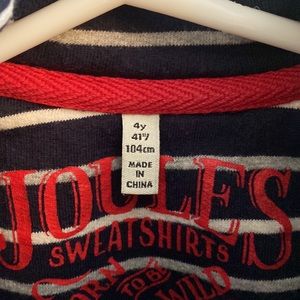 4y
41"/
104cm
MADE
IN
CHINA
JOULES
SWEATSHIRTS
BORN TO BE WILD